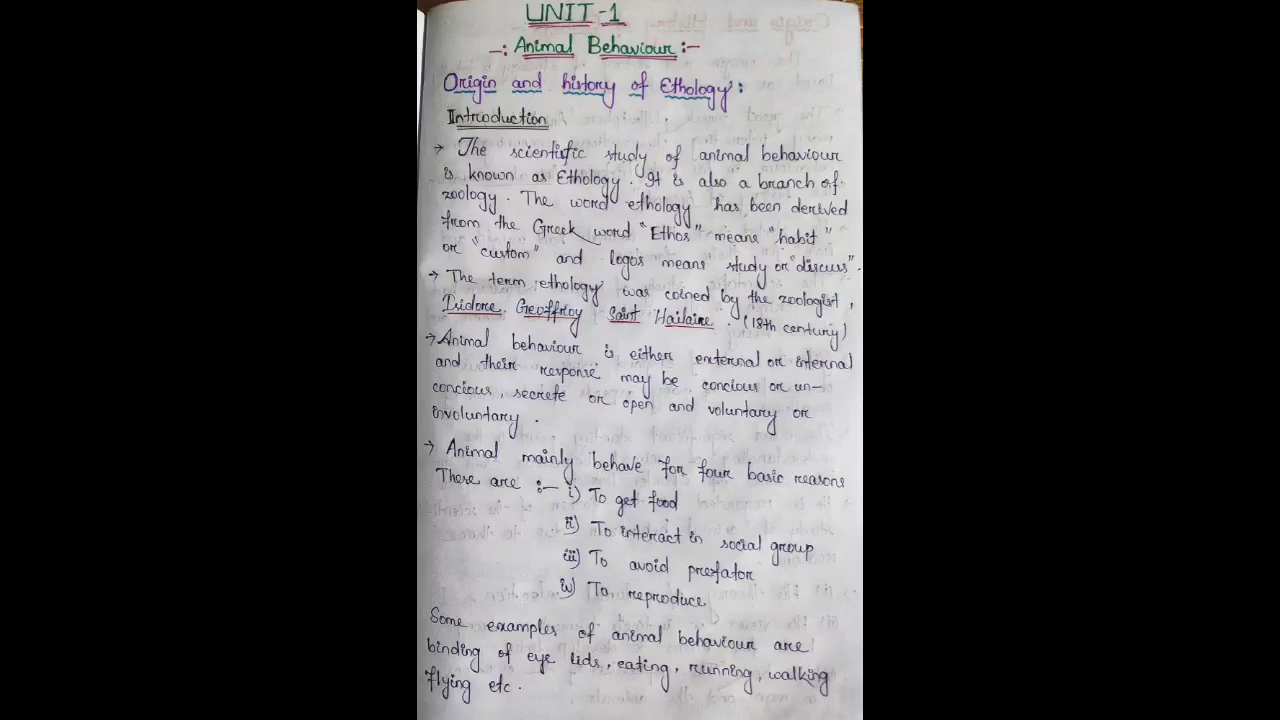 UNIT-1
-: Animal Behaviour :-
Origin and history of Ethology :
Introduction
→ The scientific study of animal behaviour
is known as Ethology. It is also a branch of
zoology. The word ethology has been derived
from the Greek word "Ethos" means "habit"
or "custom" and logos means study or "discuss".
→ The term ethology was coined by the zoologist,
Isidore Geoffroy Saint Hailaire. (18th century)
→ Animal behaviour is either external or internal
and their response may be concious or un-
concious, secrete or open and voluntary or
involuntary.
→ Animal mainly behave for four basic reasons
There are :- i) To get food
ii) To interact in social group
iii) To avoid
iv) To reproduce
Some examples of animal behaviour are
binding of eye lids, eating, running, walking
flying etc.